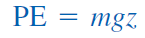 PE = mgz